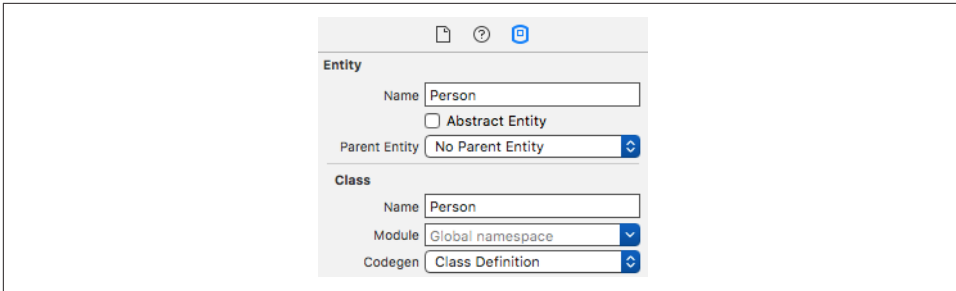 Entity
Name Person
Abstract Entity
Parent Entity No Parent Entity
Class
Name Person
Module Global namespace
Codegen Class Definition